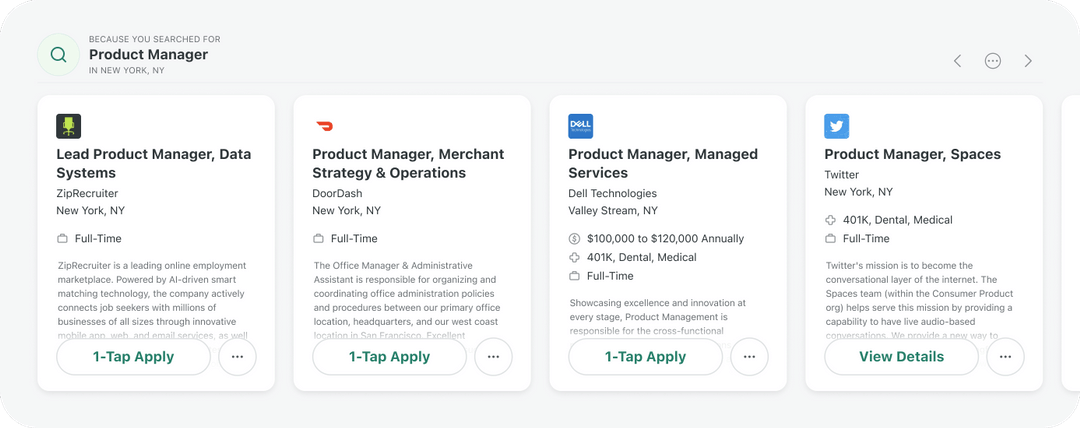 BECAUSE YOU SEARCHED FOR
Product Manager
IN NEW YORK, NY
Lead Product Manager, Data
Systems
ZipRecruiter
New York, NY
Full-Time
ZipRecruiter is a leading online employment
marketplace. Powered by AI-driven smart
matching technology, the company actively
connects job seekers with millions of
businesses of all sizes through innovative
mobile app, web, and email services, as well
1-Tap Apply
Product Manager, Merchant
Strategy & Operations
DoorDash
New York, NY
Full-Time
The Office Manager & Administrative
Assistant is responsible for organizing and
coordinating office administration policies
and procedures between our primary office
location, headquarters, and our west coast
location in San Francisco. Excellent
1-Tap Apply
DELL
Technologies
Product Manager, Managed
Services
Dell Technologies
Valley Stream, NY
$100,000 to $120,000 Annually
401K, Dental, Medical
Full-Time
Showcasing excellence and innovation at
every stage, Product Management is
responsible for the cross-functional
1-Tap Apply
Product Manager, Spaces
Twitter
New York, NY
401K, Dental, Medical
Full-Time
Twitter's mission is to become the
conversational layer of the internet. The
Spaces team (within the Consumer Product
org) helps serve this mission by providing a
capability to have live audio-based
conversations. We provide a new way to
View Details